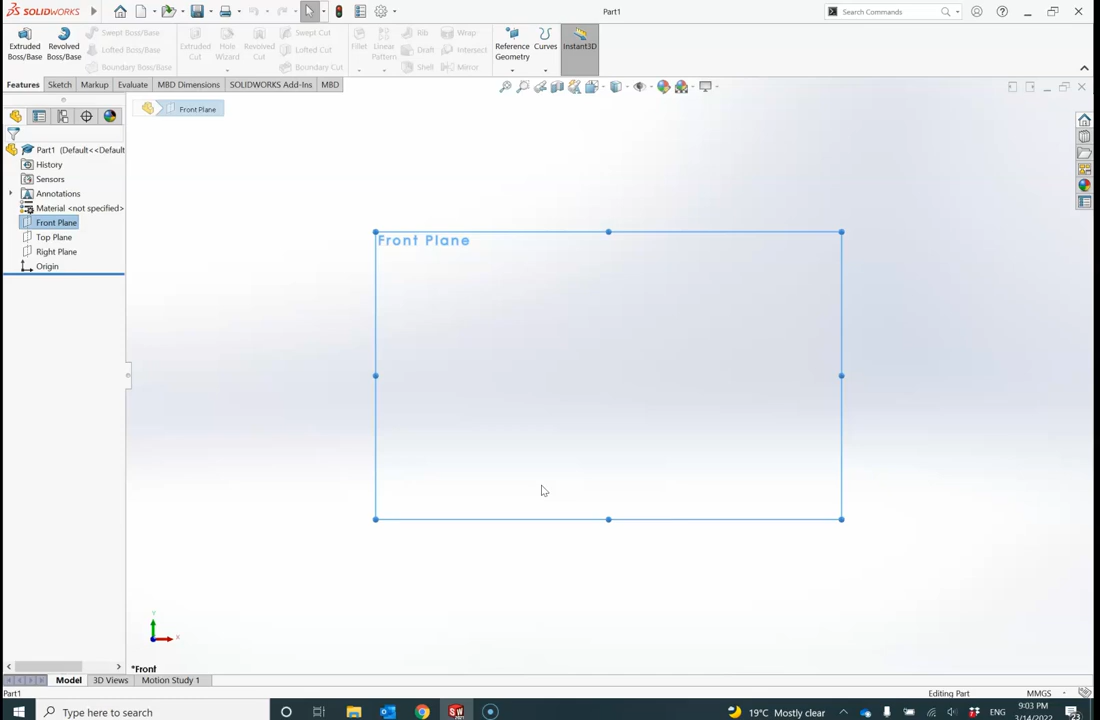 SOLIDWORKS
Part1
Search Commands
Extruded Boss/Base
Revolved Boss/Base
Swept Boss/Base
Lofted Boss/Base
Boundary Boss/Base
Extruded Cut
Hole Wizard
Revolved Cut
Swept Cut
Lofted Cut
Boundary Cut
Fillet
Linear Pattern
Rib
Draft
Shell
Wrap
Intersect
Mirror
Reference Geometry
Curves
Instant3D
Features
Sketch
Markup
Evaluate
MBD Dimensions
SOLIDWORKS Add-Ins
MBD
Front Plane
Part1 (Default<<Default
History
Sensors
Annotations
Material <not specified>
Front Plane
Top Plane
Right Plane
Origin
Front Plane
Y
X
*Front
Model
3D Views
Motion Study 1
Part1
Editing Part
MMGS
Type here to search
19°C Mostly clear
ENG
9:03 PM
3/14/2022
23